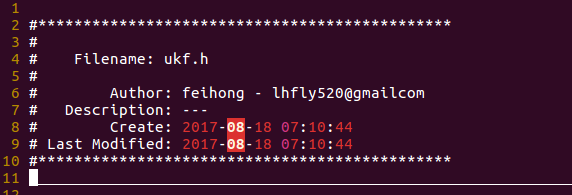 1
2 #**********************************************
3 #
4 #    Filename: ukf.h
5 #
6 #        Author: feihong - lhfly520@gmailcom
7 #   Description: ---
8 #        Create: 2017-08-18 07:10:44
9 # Last Modified: 2017-08-18 07:10:44
10 #**********************************************
11
12